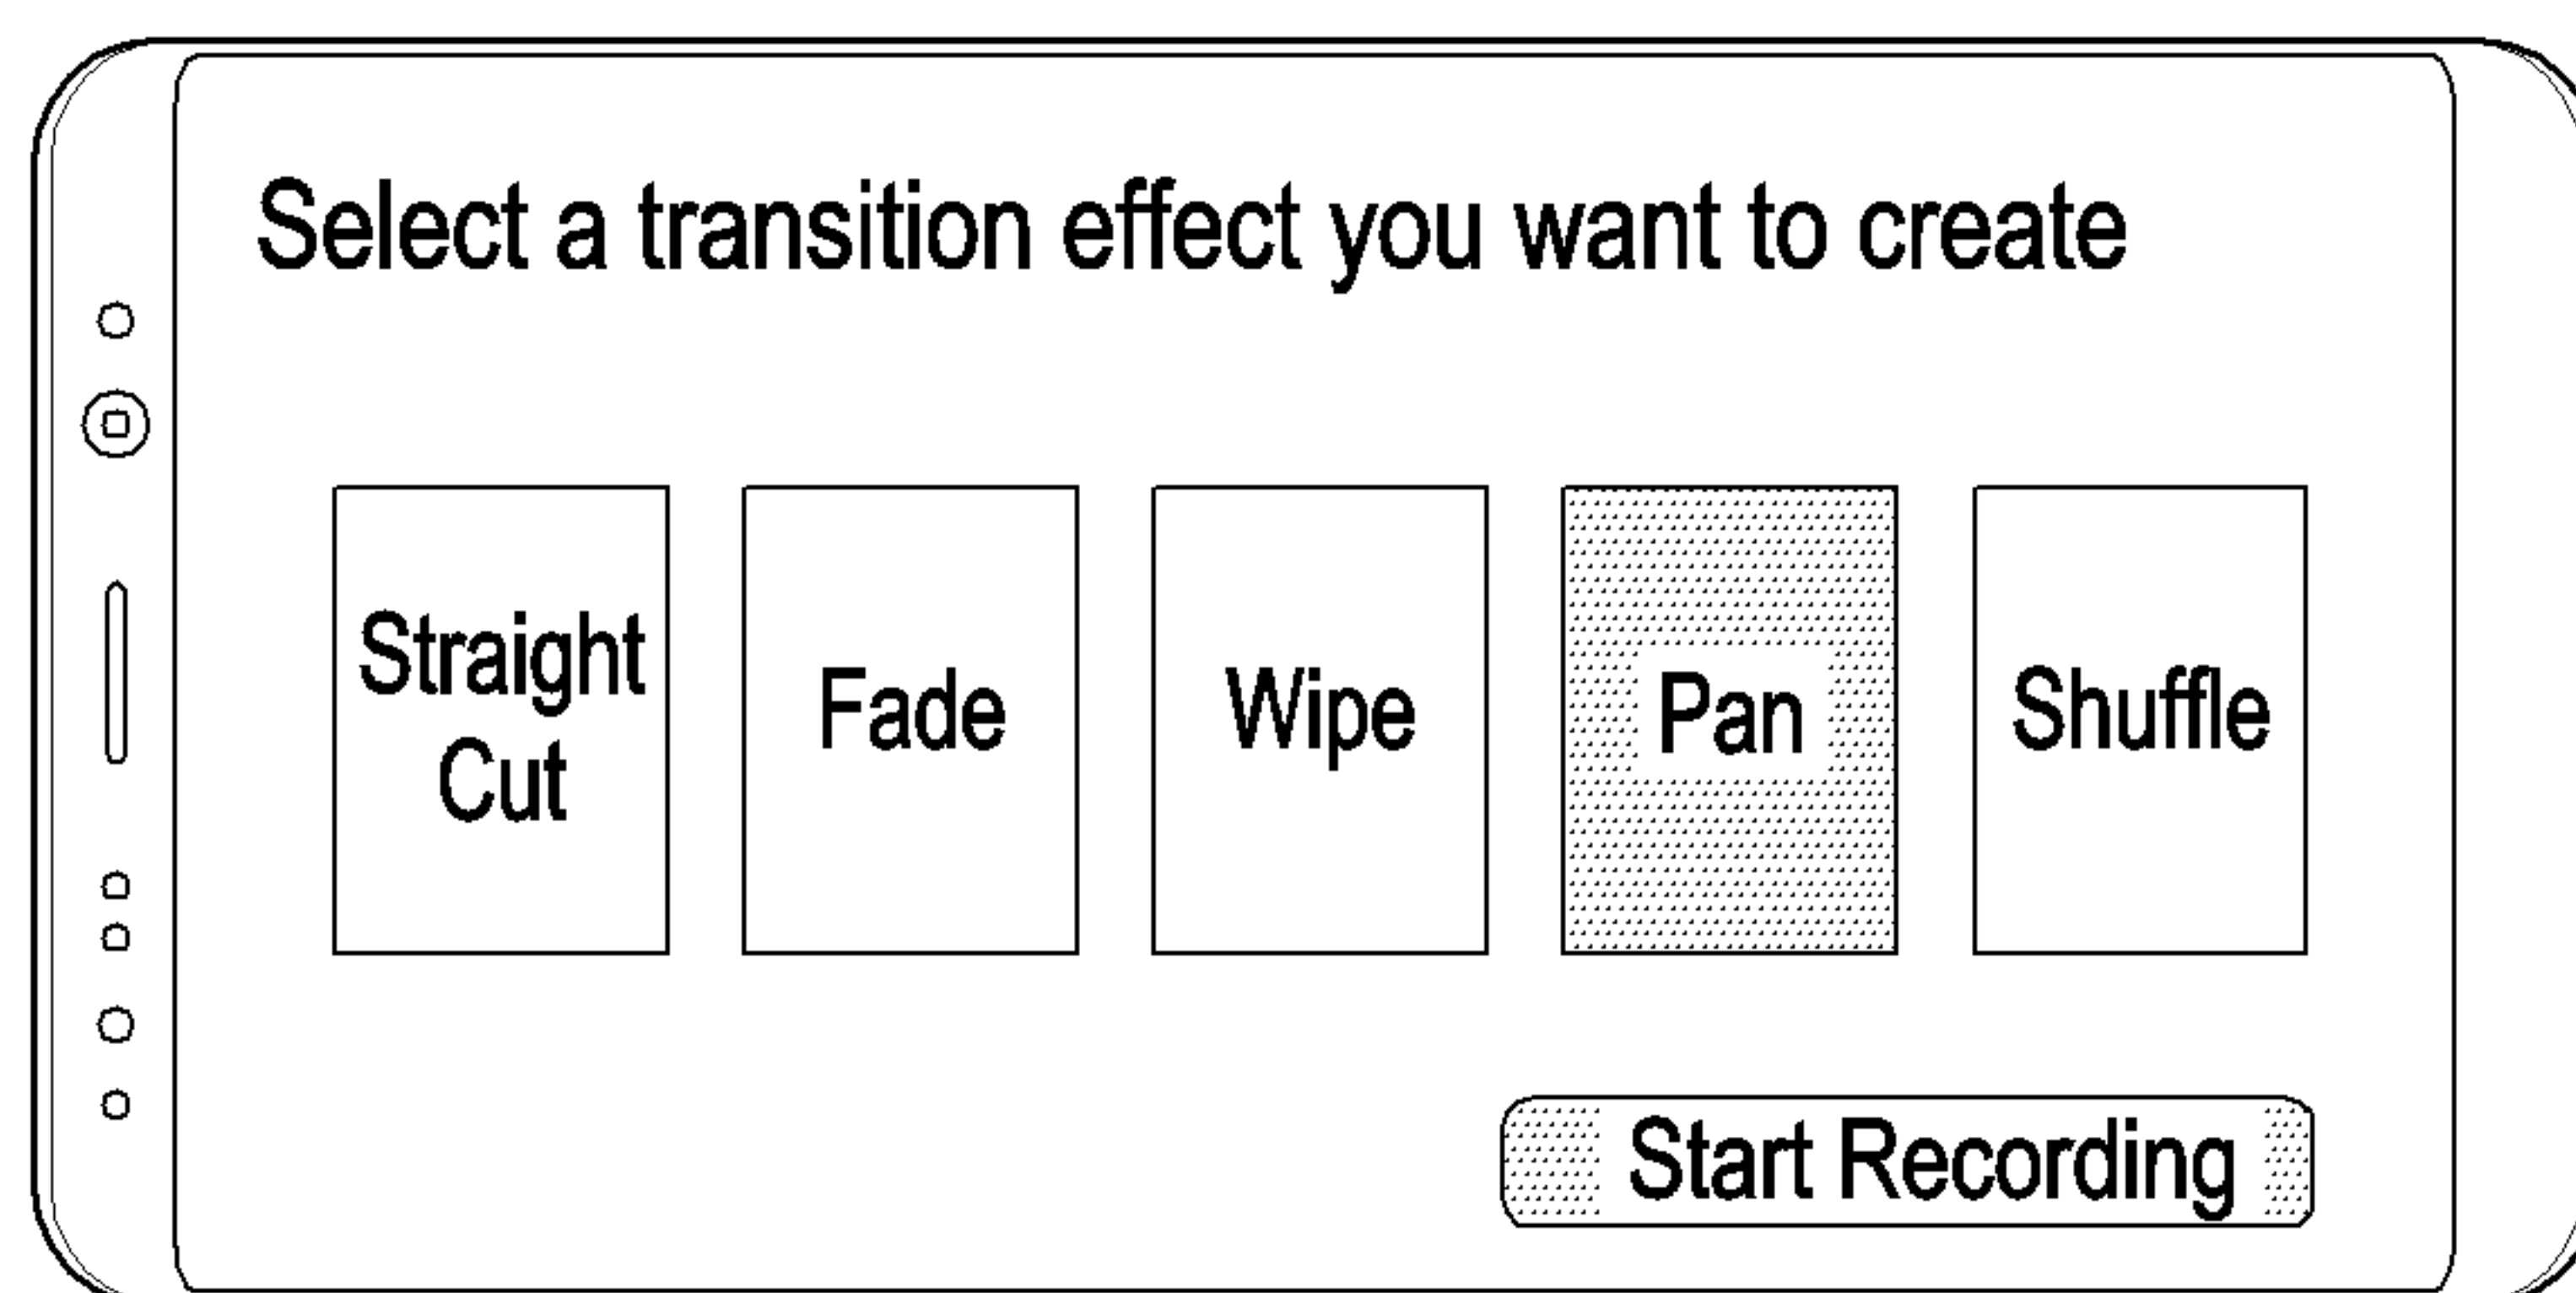 Select a transition effect you want to create
Straight
Cut
Fade
Wipe
Pan
Shuffle
Start Recording